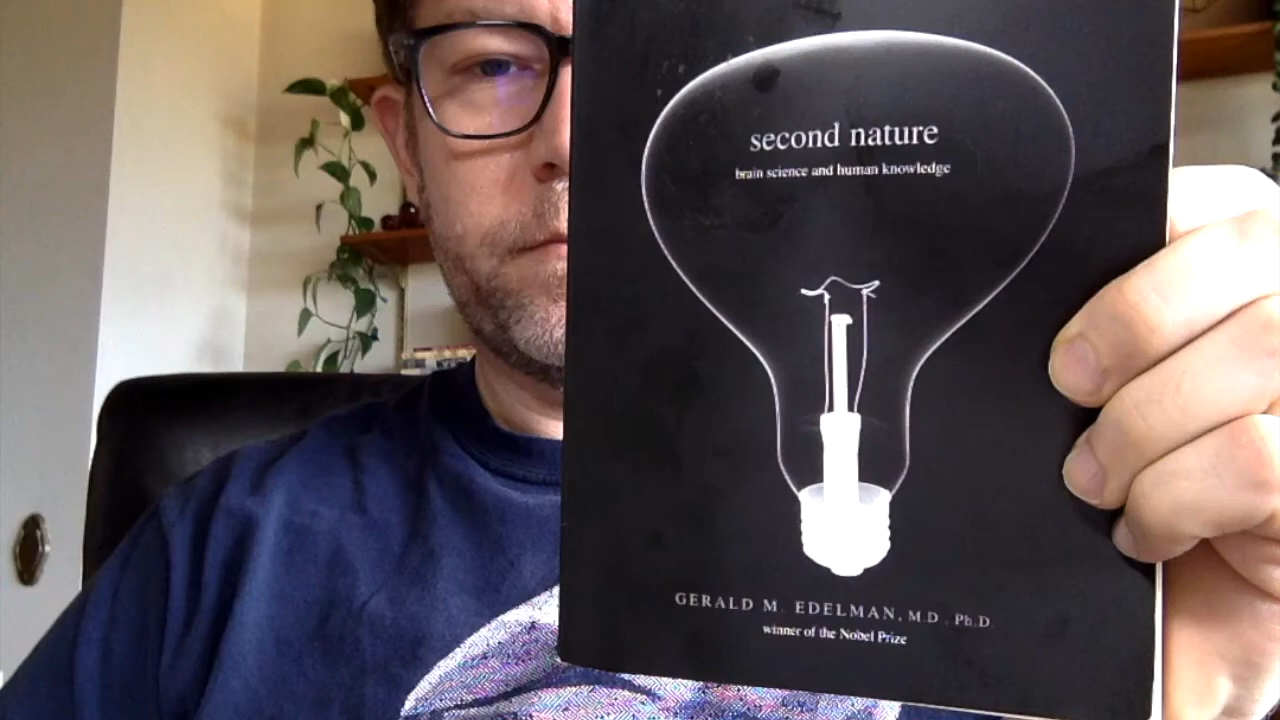 second nature
brain science and human knowledge
GERALD M. EDELMAN, M.D., Ph.D.
winner of the Nobel Prize